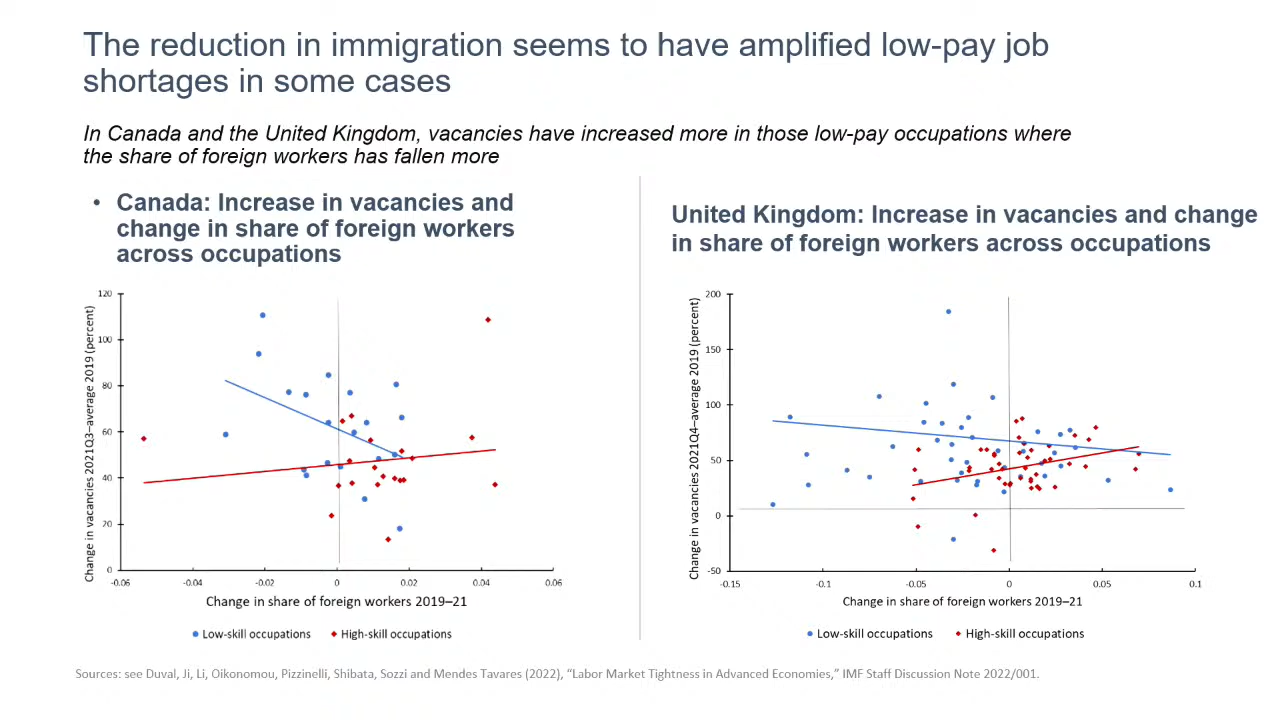 The reduction in immigration seems to have amplified low-pay job
shortages in some cases
In Canada and the United Kingdom, vacancies have increased more in those low-pay occupations where
the share of foreign workers has fallen more
• Canada: Increase in vacancies and
change in share of foreign workers
across occupations
Change in vacancies 2021Q3–average 2019 (percent)
120
100
80
60
40
20
0
-0.06 -0.04 -0.02 0 0.02 0.04 0.06
Change in share of foreign workers 2019–21
Low-skill occupations High-skill occupations
United Kingdom: Increase in vacancies and change
in share of foreign workers across occupations
Change in vacancies 2021Q4–average 2019 (percent)
200
150
100
50
0
-50
-0.15 -0.1 -0.05 0 0.05 0.1
Change in share of foreign workers 2019–21
Low-skill occupations High-skill occupations
Sources: see Duval, Ji, Li, Oikonomou, Pizzinelli, Shibata, Sozzi and Mendes Tavares (2022), “Labor Market Tightness in Advanced Economies,” IMF Staff Discussion Note 2022/001.